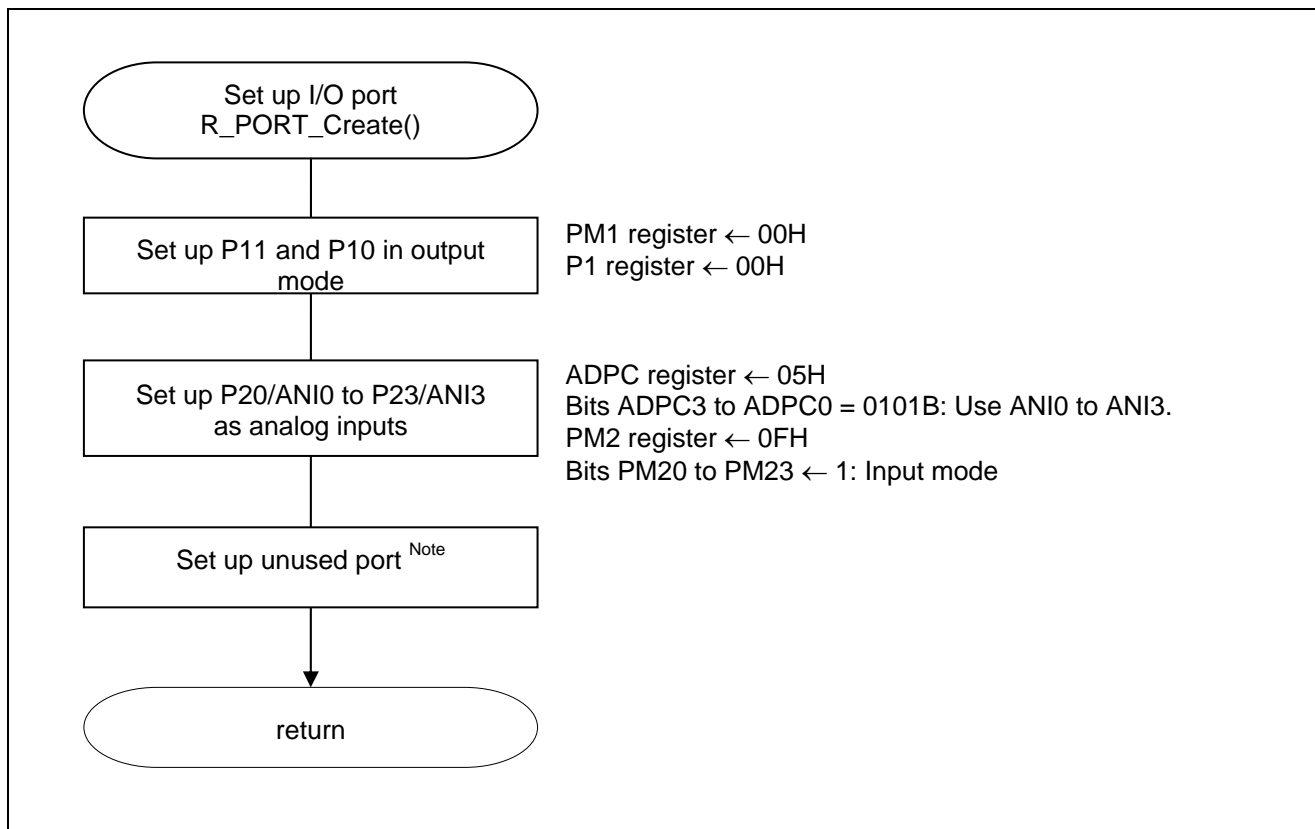 Set up I/O port
R_PORT_Create()
Set up P11 and P10 in output
mode
PM1 register ← 00H
P1 register ← 00H
Set up P20/ANI0 to P23/ANI3
as analog inputs
ADPC register ← 05H
Bits ADPC3 to ADPC0 = 0101B: Use ANI0 to ANI3.
PM2 register ← 0FH
Bits PM20 to PM23 ← 1: Input mode
Set up unused port Note
return